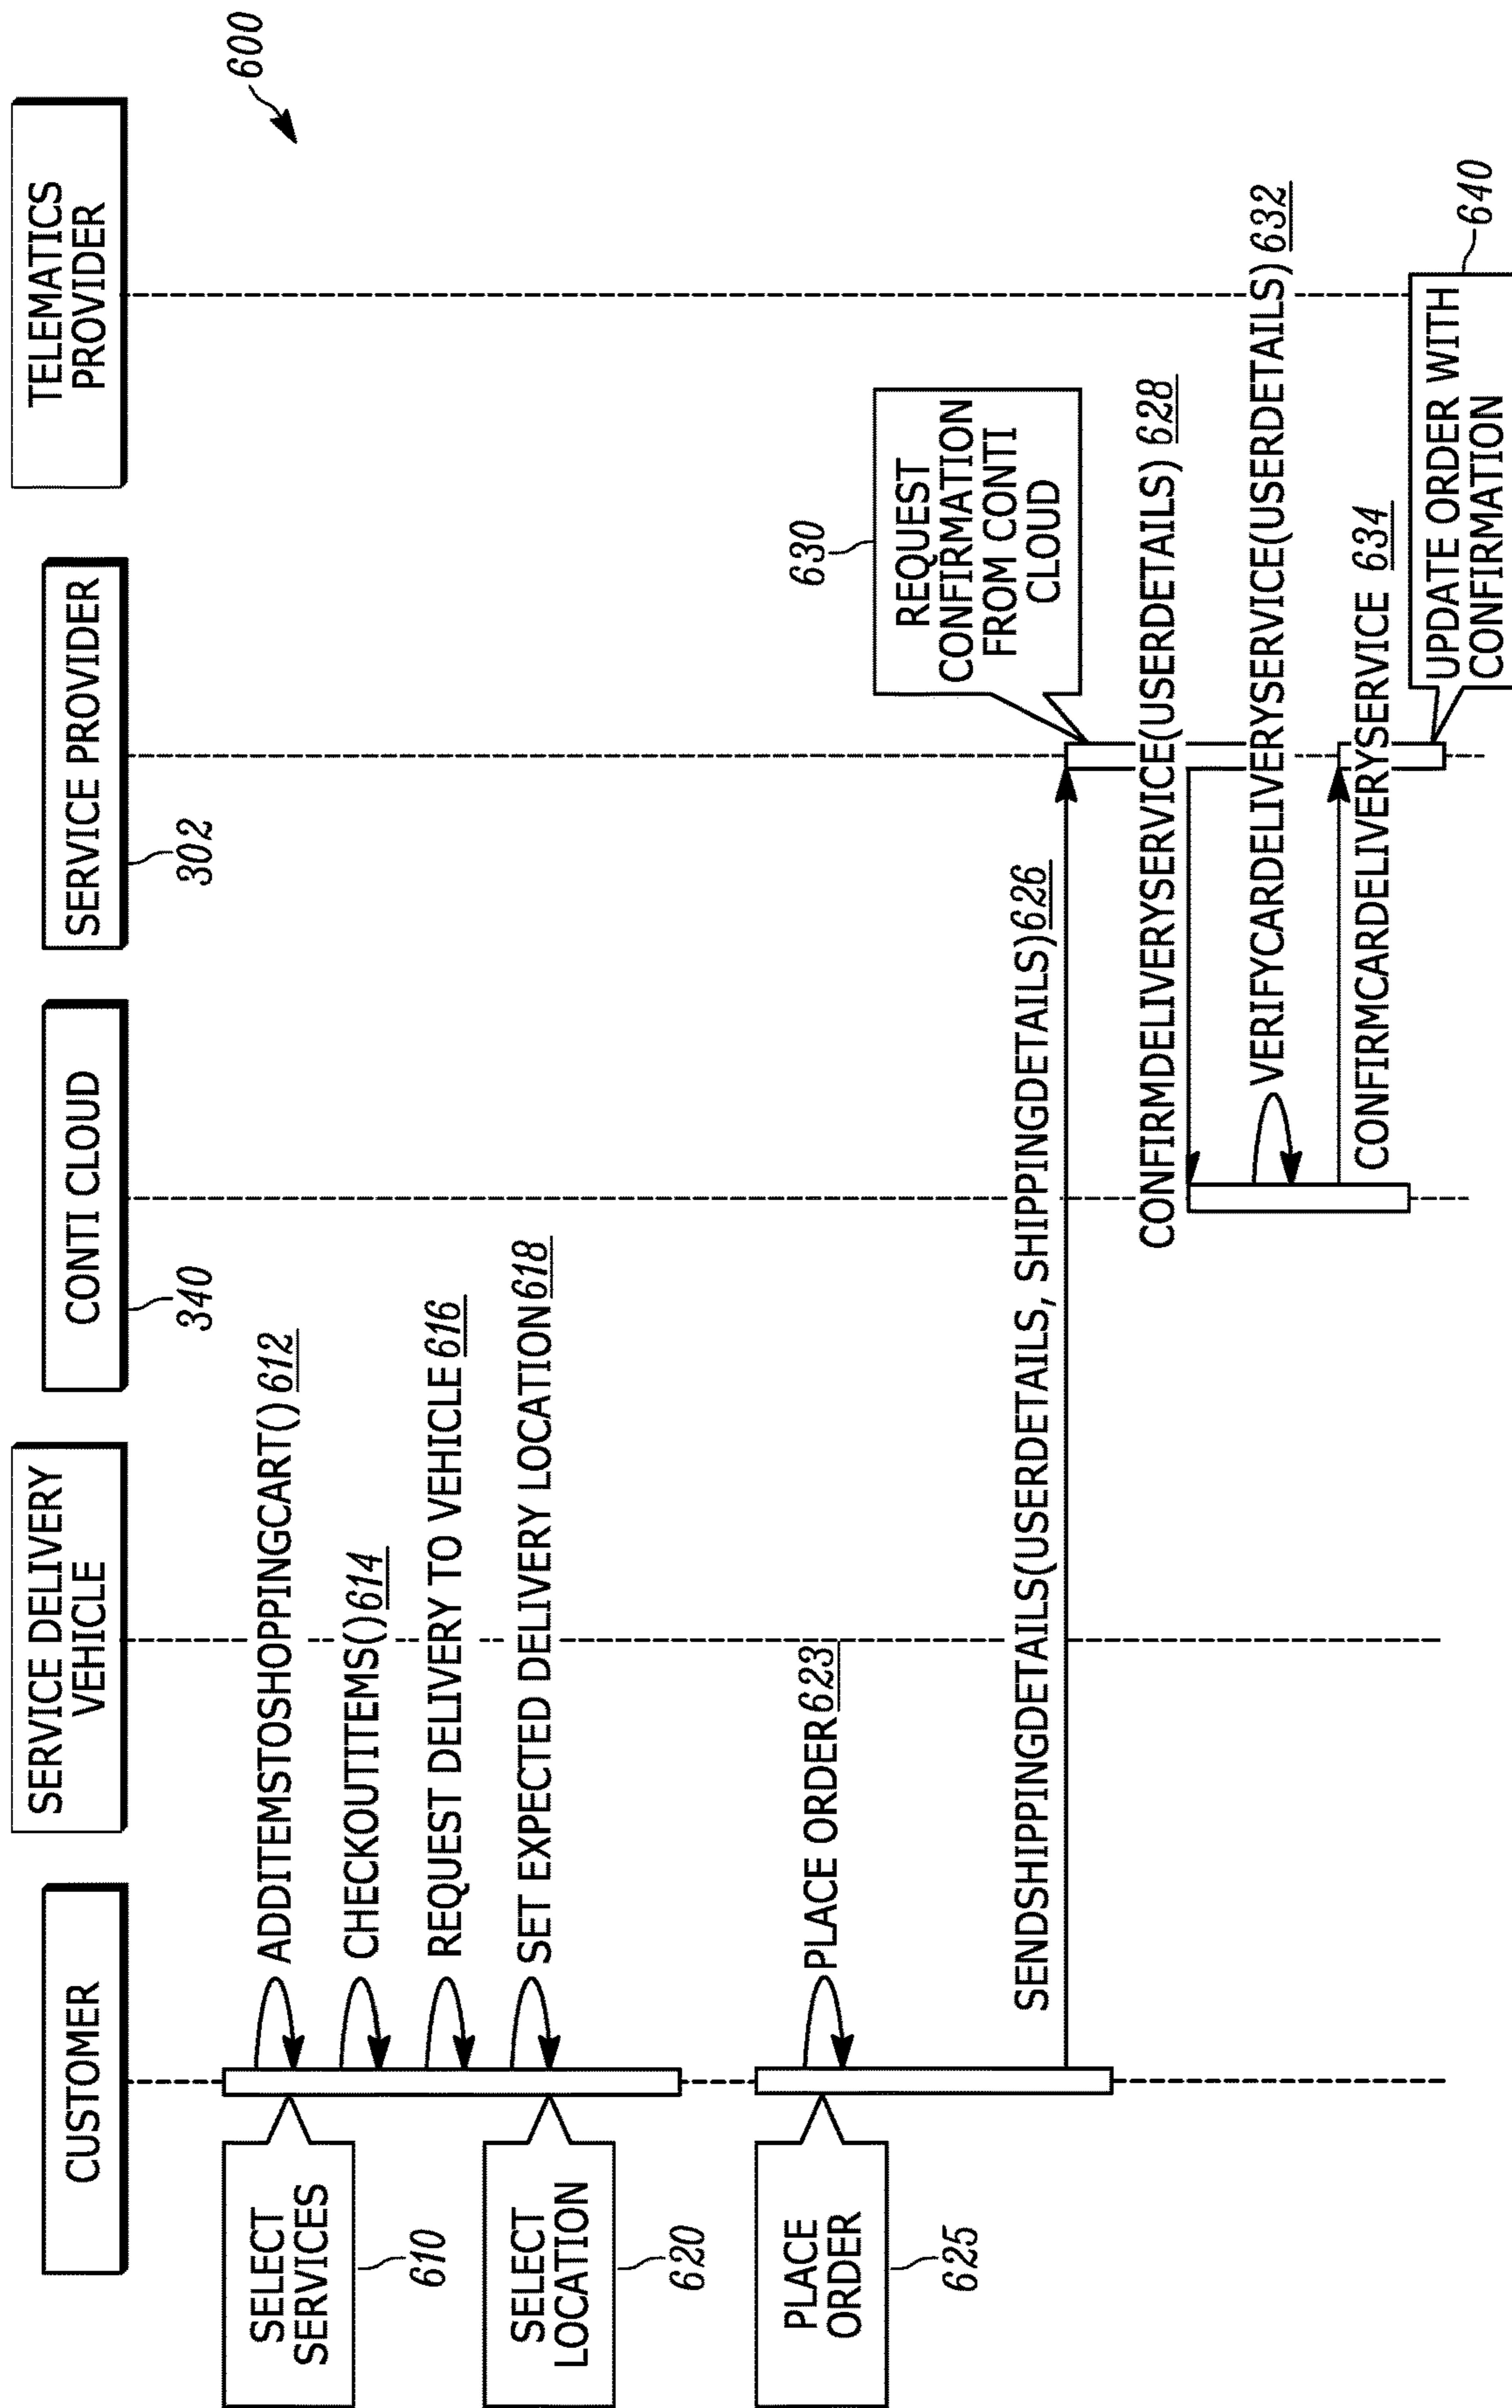 600
CUSTOMER
SERVICE DELIVERY
VEHICLE
CONTI CLOUD
340
SERVICE PROVIDER
302
TELEMATICS
PROVIDER
SELECT
SERVICES
610
ADDITEMSTOSHOPPINGCART() 612
CHECKOUTITEMS() 614
REQUEST DELIVERY TO VEHICLE 616
SELECT
LOCATION
620
SET EXPECTED DELIVERY LOCATION 618
PLACE
ORDER
625
PLACE ORDER 623
SENDSHIPPINGDETAILS(USERDETAILS, SHIPPINGDETAILS) 626
630
REQUEST
CONFIRMATION
FROM CONTI
CLOUD
CONFIRMDELIVERYSERVICE(USERDETAILS) 628
VERIFYCARDELIVERYSERVICE(USERDETAILS) 632
CONFIRMCARDELIVERYSERVICE 634
UPDATE ORDER WITH
CONFIRMATION
640